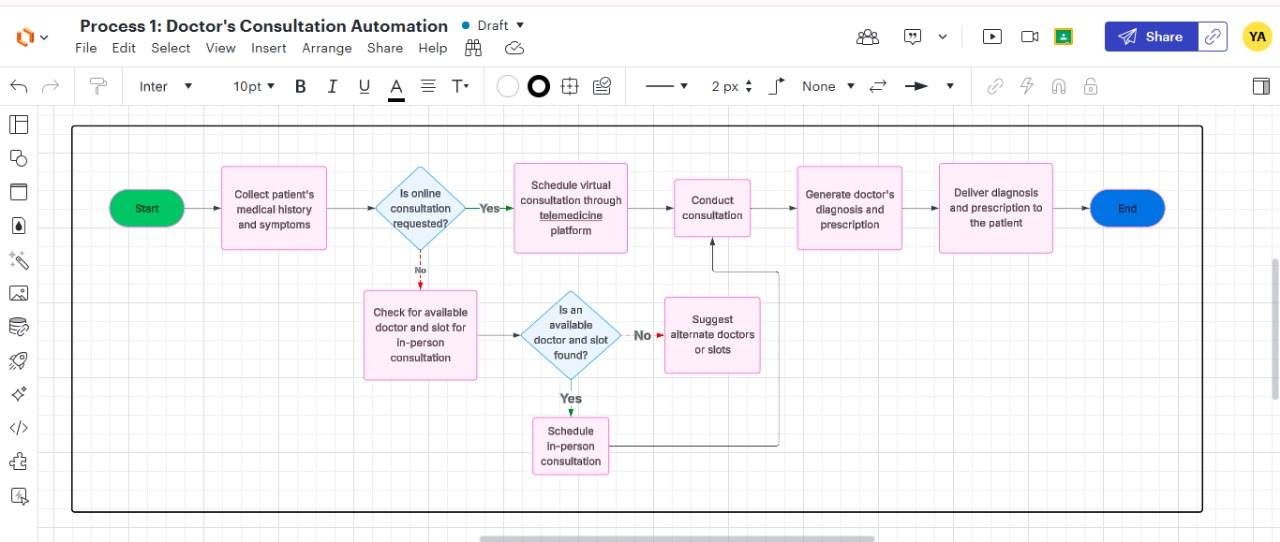 Process 1: Doctor's Consultation Automation
Draft
File Edit Select View Insert Arrange Share Help
Share
YA
Inter
10pt
B I U A T
2 px
None
Start
Collect patient's
medical history
and symptoms
Is online
consultation
requested?
Yes
Schedule virtual
consultation through
telemedicine
platform
Conduct
consultation
Generate doctor's
diagnosis and
prescription
Deliver diagnosis
and prescription to
the patient
End
No
Check for available
doctor and slot for
in-person
consultation
Is an
available
doctor and slot
found?
No
Suggest
alternate doctors
or slots
Yes
Schedule
in-person
consultation